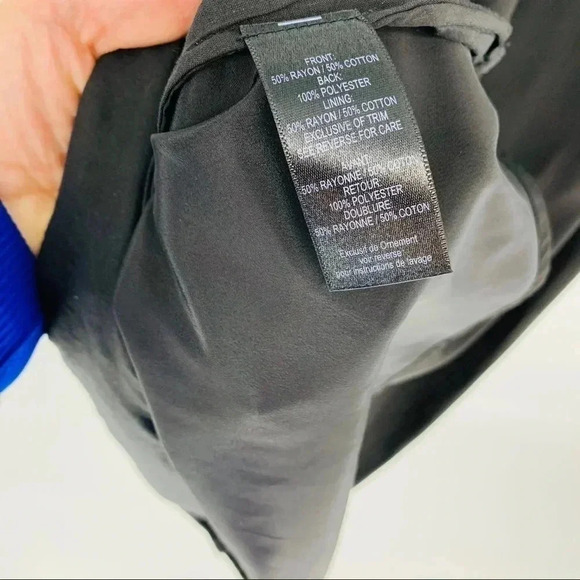 FRONT:
50% RAYON / 50% COTTON
BACK:
100% POLYESTER
LINING:
50% RAYON / 50% COTTON
EXCLUSIVE OF TRIM
SEE REVERSE FOR CARE
AVANT:
50% RAYONNE / 50% COTTON
RETOUR:
100% POLYESTER
DOUBLURE:
50% RAYONNE / 50% COTON
Exclusif de Ornement
voir reverse
pour instructions de lavage